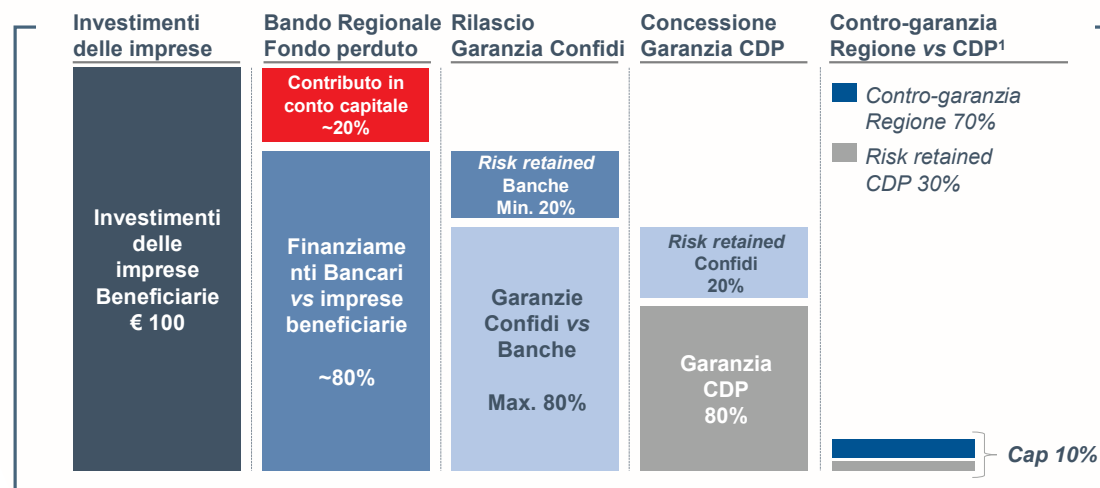 Investimenti
delle imprese
Bando Regionale
Fondo perduto
Rilascio
Garanzia Confidi
Concessione
Garanzia CDP
Contro-garanzia
Regione vs CDP¹
Investimenti
delle
imprese
Beneficiarie
€ 100
Contributo in
conto capitale
~20%
Finanziame
nti Bancari
vs imprese
beneficiarie
~80%
Risk retained
Banche
Min. 20%
Garanzie
Confidi vs
Banche
Max. 80%
Risk retained
Confidi
20%
Garanzia
CDP
80%
Contro-garanzia
Regione 70%
Risk retained
CDP 30%
Cap 10%